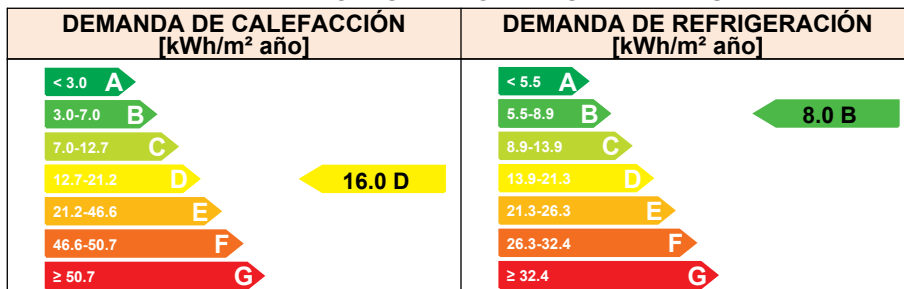 DEMANDA DE CALEFACCIÓN
[kWh/m² año]
< 3.0 A
3.0-7.0 B
7.0-12.7 C
12.7-21.2 D
16.0 D
21.2-46.6 E
46.6-50.7 F
≥ 50.7 G
DEMANDA DE REFRIGERACIÓN
[kWh/m² año]
< 5.5 A
5.5-8.9 B
8.0 B
8.9-13.9 C
13.9-21.3 D
21.3-26.3 E
26.3-32.4 F
≥ 32.4 G